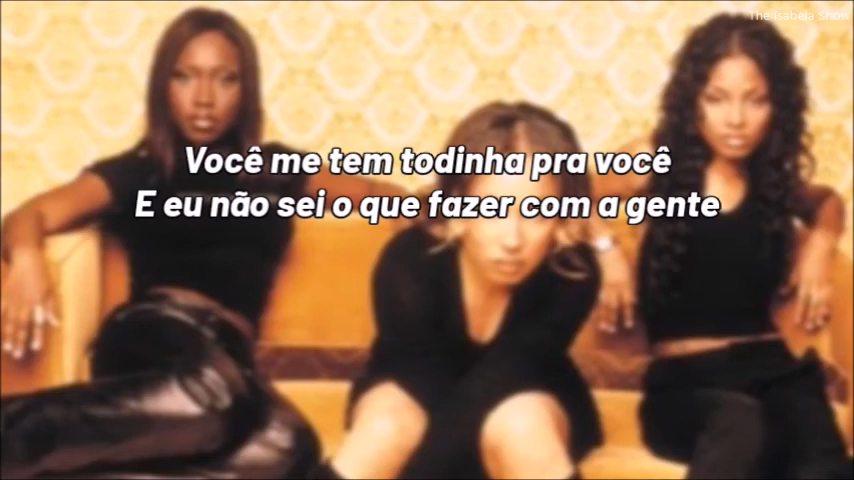 The Isabela Show
Você me tem todinha pra você
E eu não sei o que fazer com a gente